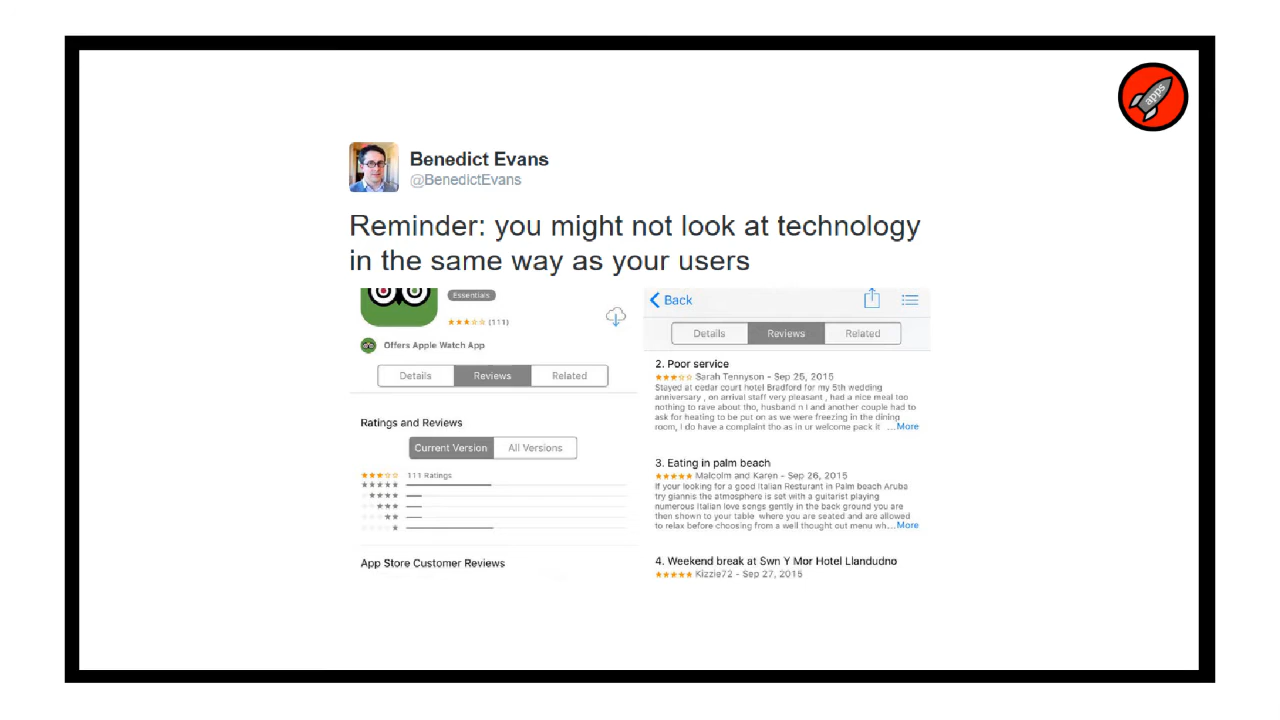 apps
Benedict Evans
@BenedictEvans
Reminder: you might not look at technology
in the same way as your users
Essentials
(111)
Offers Apple Watch App
Details Reviews Related
Ratings and Reviews
Current Version All Versions
111 Ratings
App Store Customer Reviews
Back
Details Reviews Related
2. Poor service
Sarah Tennyson - Sep 25, 2015
Stayed at cedar court hotel Bradford for my 5th wedding
anniversary , on arrival staff very pleasant , had a nice meal too
nothing to rave about tho, husband n I and another couple had to
ask for heating to be put on as we were freezing in the dining
room, I do have a complaint tho as in ur welcome pack it ...More
3. Eating in palm beach
Malcolm and Karen - Sep 26, 2015
If your looking for a good Italian Resturant in Palm beach Aruba
try giannis the atmosphere is set with a guitarist playing
numerous Italian love songs gently in the back ground you are
then shown to your table where you are seated and are allowed
to relax before choosing from a well thought out menu wh...More
4. Weekend break at Swn Y Mor Hotel Llandudno
Kizzie72 - Sep 27, 2015